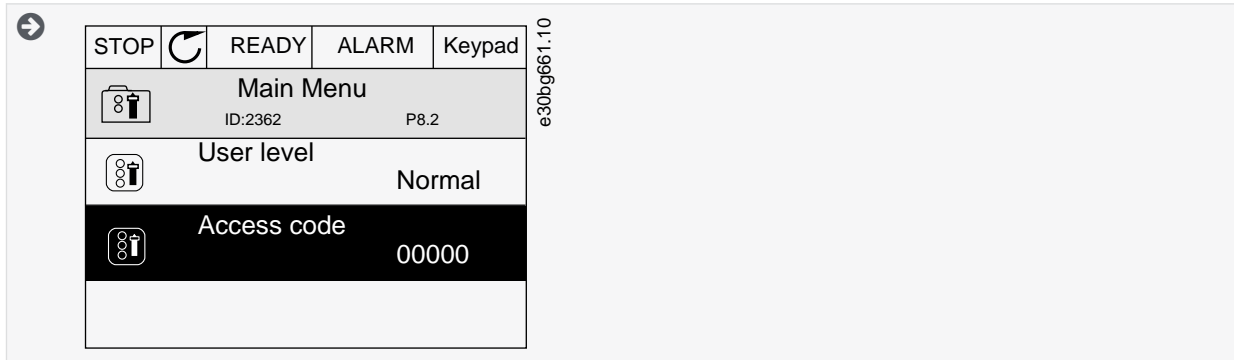 STOP READY ALARM Keypad
Main Menu
ID:2362 P8.2
User level
Normal
Access code
00000
e30bg661.10